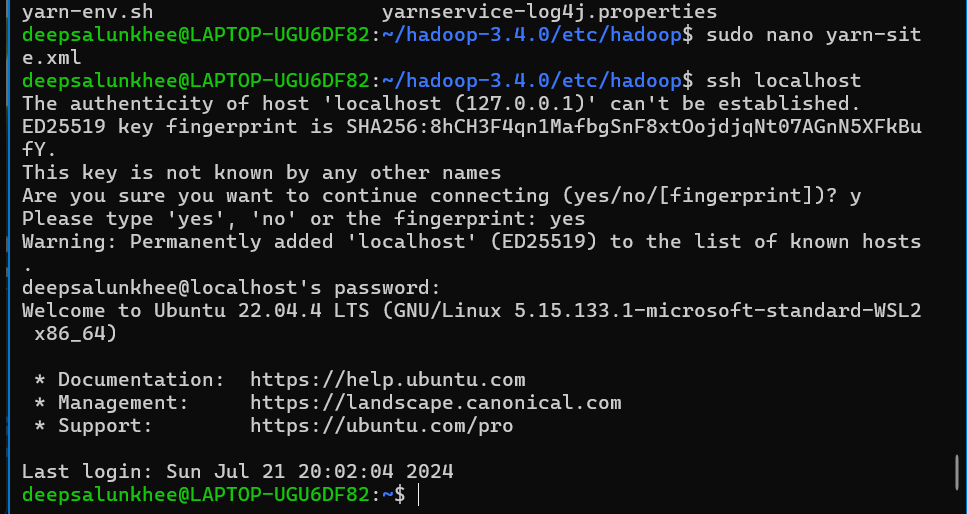 yarn-env.sh                   yarnservice-log4j.properties
deepsalunkhee@LAPTOP-UGU6DF82:~/hadoop-3.4.0/etc/hadoop$ sudo nano yarn-sit
e.xml
deepsalunkhee@LAPTOP-UGU6DF82:~/hadoop-3.4.0/etc/hadoop$ ssh localhost
The authenticity of host 'localhost (127.0.0.1)' can't be established.
ED25519 key fingerprint is SHA256:8hCH3F4qn1MafbgSnF8xtOojdjqNt07AGnN5XFkBu
fY.
This key is not known by any other names
Are you sure you want to continue connecting (yes/no/[fingerprint])? y
Please type 'yes', 'no' or the fingerprint: yes
Warning: Permanently added 'localhost' (ED25519) to the list of known hosts
.
deepsalunkhee@localhost's password:
Welcome to Ubuntu 22.04.4 LTS (GNU/Linux 5.15.133.1-microsoft-standard-WSL2
 x86_64)

 * Documentation:  https://help.ubuntu.com
 * Management:     https://landscape.canonical.com
 * Support:        https://ubuntu.com/pro

Last login: Sun Jul 21 20:02:04 2024
deepsalunkhee@LAPTOP-UGU6DF82:~$